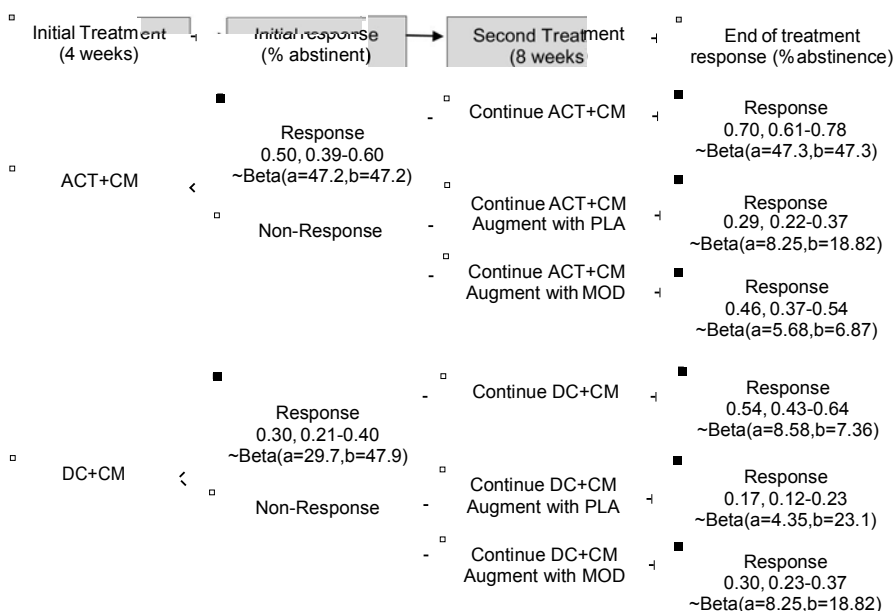 Initial Treatment
(4 weeks)
Initial response
(% abstinent)
Second Treatment
(8 weeks
End of treatment
response (%abstinence)
ACT+CM
Response
0.50, 0.39-0.60
~Beta(a=47.2,b=47.2)
Non-Response
Continue ACT+CM
Response
0.70, 0.61-0.78
~Beta(a=47.3,b=47.3)
Continue ACT+CM
Augment with PLA
Response
0.29, 0.22-0.37
~Beta(a=8.25,b=18.82)
Continue ACT+CM
Augment with MOD
Response
0.46, 0.37-0.54
~Beta(a=5.68,b=6.87)
DC+CM
Response
0.30, 0.21-0.40
~Beta(a=29.7,b=47.9)
Non-Response
Continue DC+CM
Response
0.54, 0.43-0.64
~Beta(a=8.58,b=7.36)
Continue DC+CM
Augment with PLA
Response
0.17, 0.12-0.23
~Beta(a=4.35,b=23.1)
Continue DC+CM
Augment with MOD
Response
0.30, 0.23-0.37
~Beta(a=8.25,b=18.82)